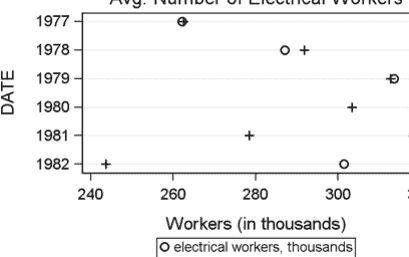 Avg. Number of Electrical Workers
1977
1978
1979
1980
1981
1982
DATE
240
260
280
300
Workers (in thousands)
electrical workers, thousands